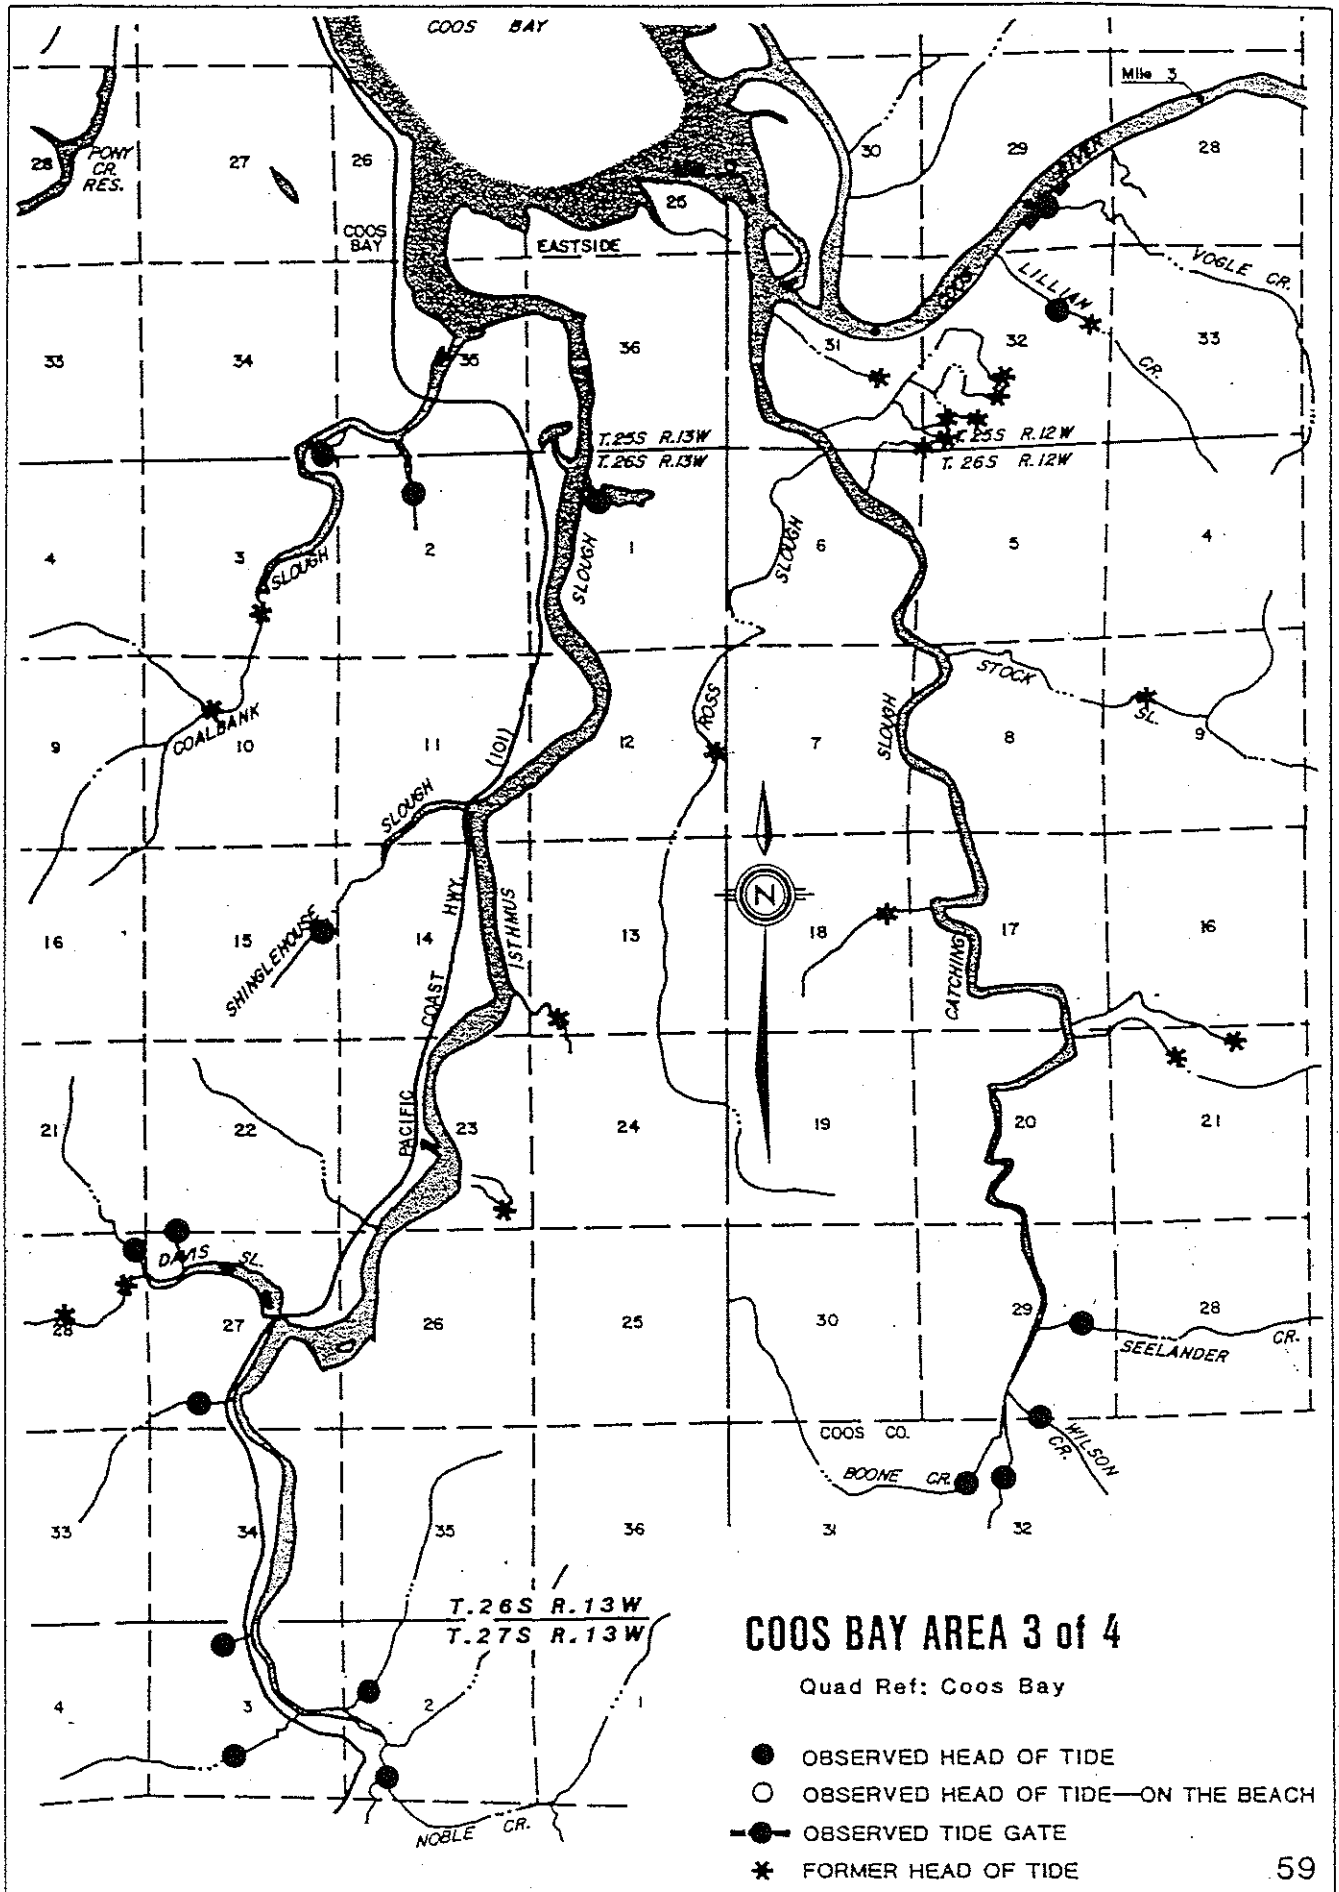 COOS BAY
Mile 3
28
PONY
CR.
RES.
27
26
30
29
28
RIVER
25
COOS
BAY
EASTSIDE
VOGLE CR.
LILLIAN
CR.
COOS
33
34
35
36
31
32
33
T.25S R.13W
T.26S R.13W
T.25S R.12W
T.26S R.12W
4
3
2
1
6
5
4
SLOUGH
SLOUGH
SLOUGH
STOCK
SL.
ROSS
COALBANK
9
10
11
12
7
8
9
(101)
SLOUGH
SLOUGH
HWY.
ISTHMUS
N
SHINGLEHOUSE
16
15
14
13
18
17
16
COAST
CATCHING
PACIFIC
21
22
23
24
19
20
21
DAVIS SL.
28
27
26
25
30
29
28
SEELANDER CR.
COOS CO.
WILSON
CR.
BOONE CR.
33
34
35
36
31
32
T.26S R.13W
T.27S R.13W
4
3
2
1
NOBLE CR.
COOS BAY AREA 3 of 4
Quad Ref: Coos Bay
OBSERVED HEAD OF TIDE
OBSERVED HEAD OF TIDE—ON THE BEACH
OBSERVED TIDE GATE
FORMER HEAD OF TIDE
59